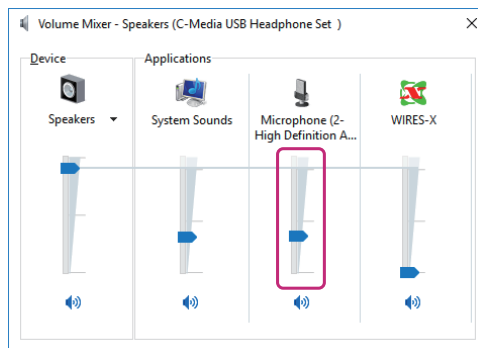 Volume Mixer - Speakers (C-Media USB Headphone Set )
Device
Applications
Speakers
System Sounds
Microphone (2-
High Definition A...
WIRES-X